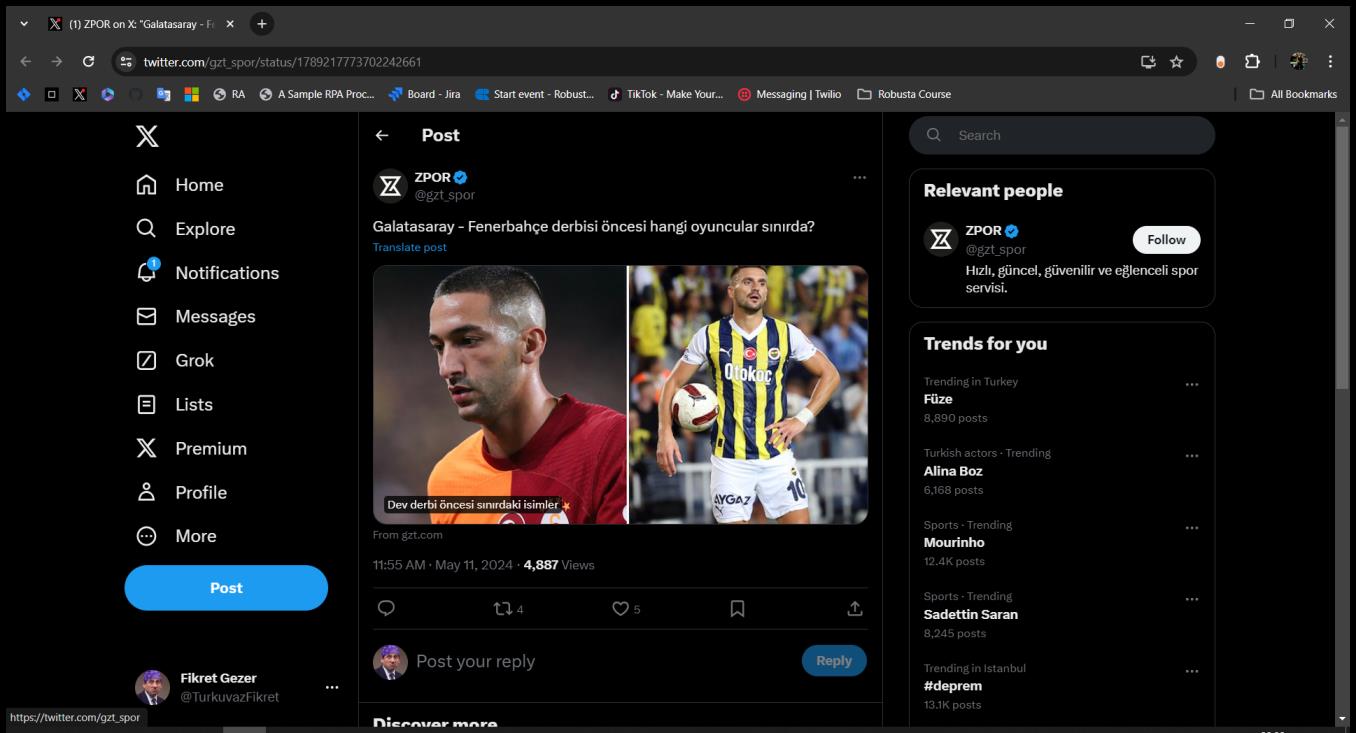 (1) ZPOR on X: "Galatasaray - Fe
twitter.com/gzt_spor/status/1789217773702242661
RA
A Sample RPA Proc...
Board - Jira
Start event - Robust...
TikTok - Make Your...
Messaging | Twilio
Robusta Course
All Bookmarks
Home
Explore
1
Notifications
Messages
Grok
Lists
Premium
Profile
More
Post
Fikret Gezer
@TurkuvazFikret
https://twitter.com/gzt_spor
Post
ZPOR
@gzt_spor
Galatasaray - Fenerbahçe derbisi öncesi hangi oyuncular sınırda?
Translate post
Otokoç
AYGAZ
10
Dev derbi öncesi sınırdaki isimler
From gzt.com
11:55 AM · May 11, 2024 · 4,887 Views
4
5
Post your reply
Reply
Discover more
Search
Relevant people
ZPOR
@gzt_spor
Follow
Hızlı, güncel, güvenilir ve eğlenceli spor
servisi.
Trends for you
Trending in Turkey
Füze
8,890 posts
Turkish actors · Trending
Alina Boz
6,168 posts
Sports · Trending
Mourinho
12.4K posts
Sports · Trending
Sadettin Saran
8,245 posts
Trending in Istanbul
#deprem
13.1K posts